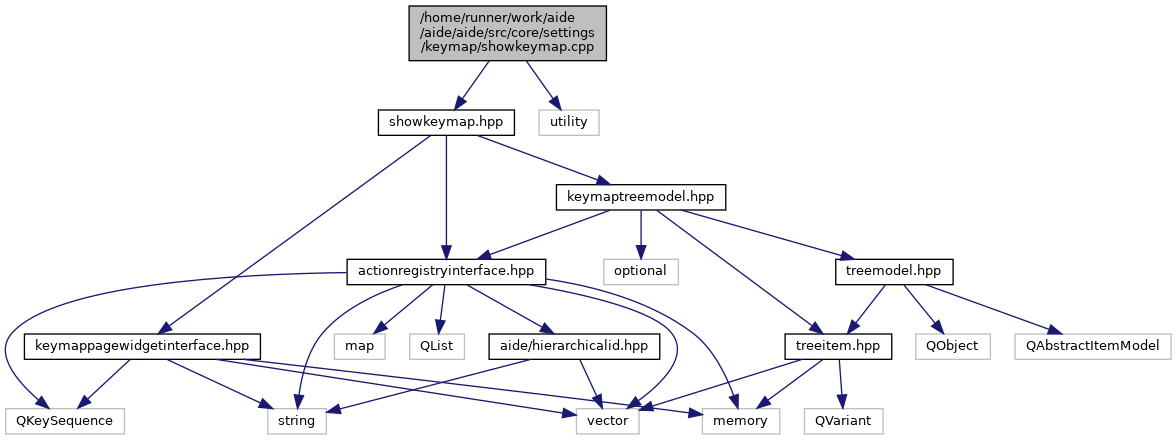 /home/runner/work/aide
/aide/aide/src/core/settings
/keymap/showkeymap.cpp
showkeymap.hpp
utility
keymaptreemodel.hpp
actionregistryinterface.hpp
optional
treemodel.hpp
keymappagewidgetinterface.hpp
map
QList
aide/hierarchicalid.hpp
treeitem.hpp
QObject
QAbstractItemModel
QKeySequence
string
vector
memory
QVariant